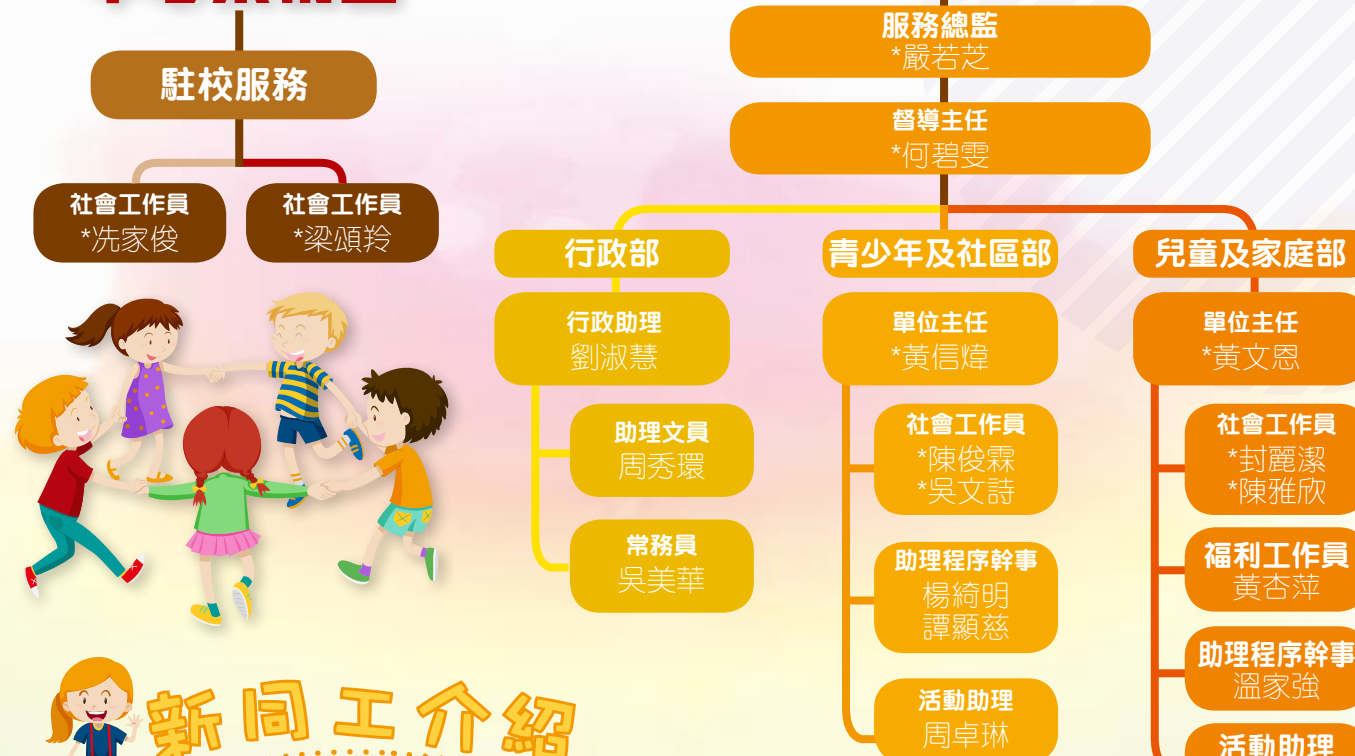 駐校服務
社會工作員
*冼家俊
社會工作員
*梁頌羚
服務總監
*嚴若芝
督導主任
*何碧雯
行政部
行政助理
劉淑慧
助理文員
周秀環
常務員
吳美華
青少年及社區部
單位主任
*黃信煒
社會工作員
*陳俊霖
*吳文詩
助理程序幹事
楊綺明
譚顯慈
活動助理
周卓琳
兒童及家庭部
單位主任
*黃文恩
社會工作員
*封麗潔
*陳雅欣
福利工作員
黃杏萍
助理程序幹事
溫家強
活動助理
新同工介紹